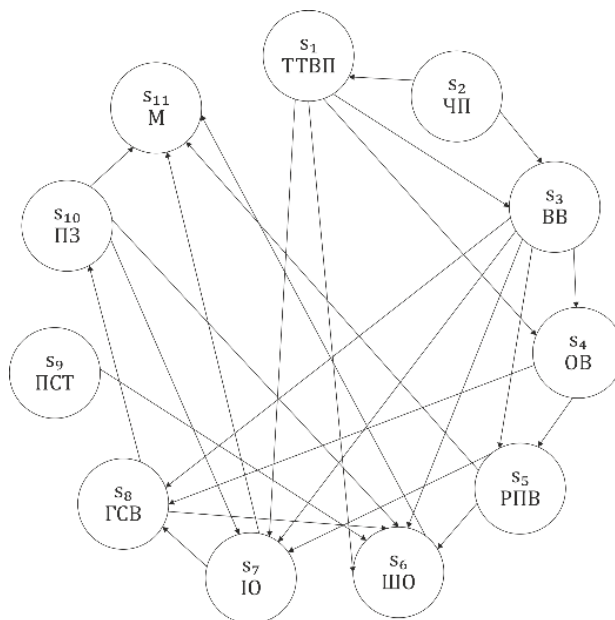 s₁
ТТВП
s₂
ЧП
s₃
ВВ
s₄
ОВ
s₅
РПВ
s₆
ШО
s₇
ІО
s₈
ГСВ
s₉
ПСТ
s₁₀
ПЗ
s₁₁
М